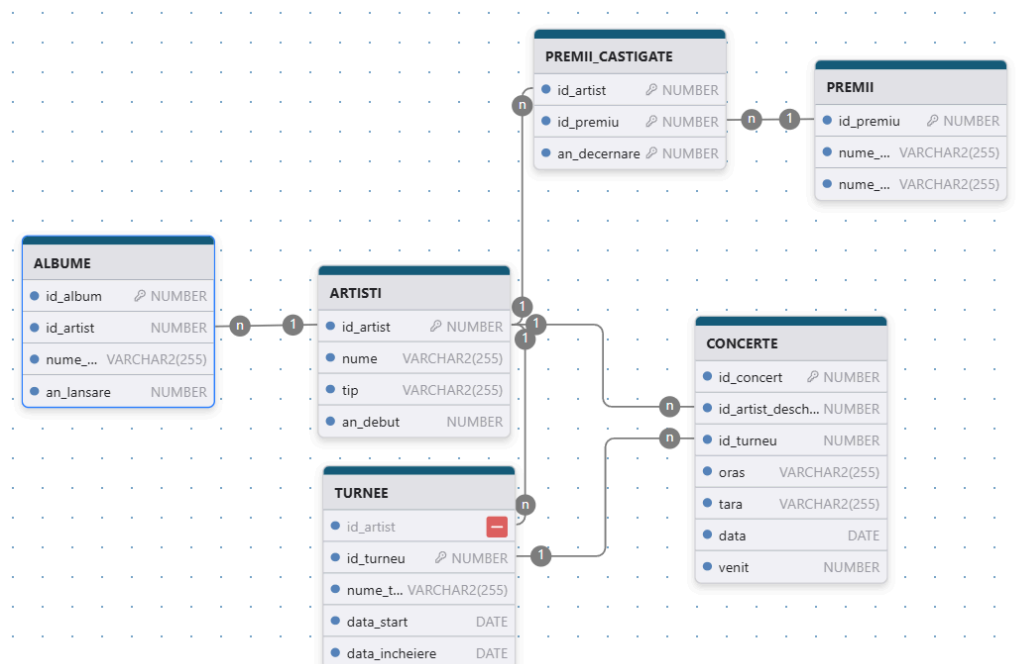 PREMII_CASTIGATE
id_artist NUMBER
id_premiu NUMBER
an_decernare NUMBER
n
PREMII
id_premiu NUMBER
nume_... VARCHAR2(255)
nume_... VARCHAR2(255)
n 1
ALBUME
id_album NUMBER
id_artist NUMBER
nume_... VARCHAR2(255)
an_lansare NUMBER
n 1
ARTISTI
id_artist NUMBER
nume VARCHAR2(255)
tip VARCHAR2(255)
an_debut NUMBER
1
1
1
CONCERTE
id_concert NUMBER
id_artist_desch... NUMBER
id_turneu NUMBER
oras VARCHAR2(255)
tara VARCHAR2(255)
data DATE
venit NUMBER
n
n
TURNEE
id_artist
id_turneu NUMBER
nume_t... VARCHAR2(255)
data_start DATE
data_incheiere DATE
n
1